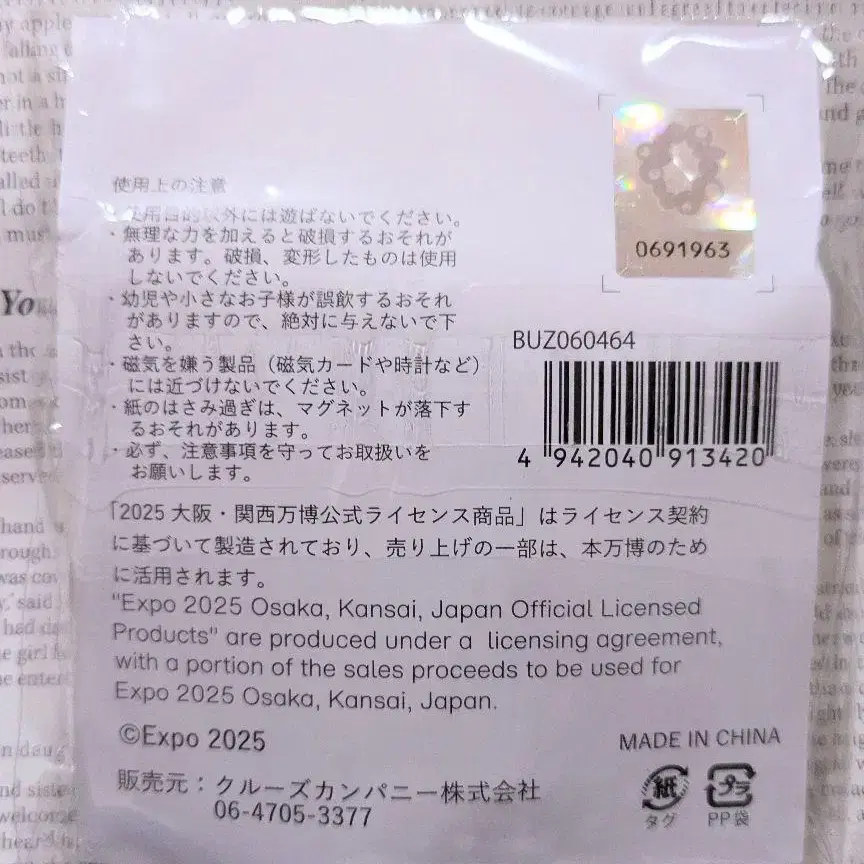 0691963
使用上の注意
・使用目的以外には遊ばないでください。
・無理な力を加えると破損するおそれが
あります。破損、変形したものは使用
しないでください。
・幼児や小さなお子様が誤飲するおそれ
がありますので、絶対に与えないで下
さい。
・磁気を嫌う製品（磁気カードや時計など）
には近づけないでください。
・紙のはさみ過ぎは、マグネットが落下す
るおそれがあります。
・必ず、注意事項を守ってお取扱いを
お願いします。
BUZ060464
4 942040 913420
「2025 大阪・関西万博公式ライセンス商品」はライセンス契約
に基づいて製造されており、売り上げの一部は、本万博のため
に活用されます。
"Expo 2025 Osaka, Kansai, Japan Official Licensed
Products" are produced under a licensing agreement,
with a portion of the sales proceeds to be used for
Expo 2025 Osaka, Kansai, Japan.
©Expo 2025
MADE IN CHINA
販売元：クルーズカンパニー株式会社
06-4705-3377
紙 プラ
タグ PP袋